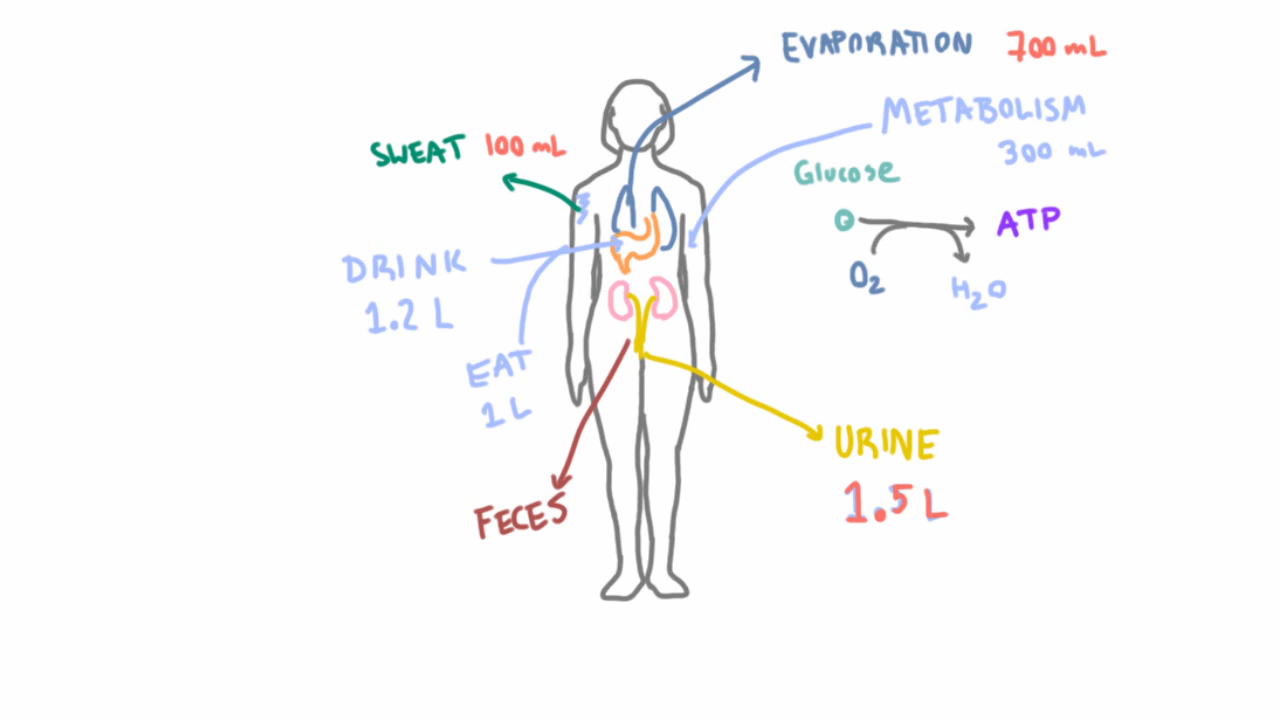 EVAPORATION 700 mL
METABOLISM
300 mL
SWEAT 100 mL
Glucose
ATP
O2
H2O
DRINK
1.2 L
EAT
1 L
URINE
1.5 L
FECES